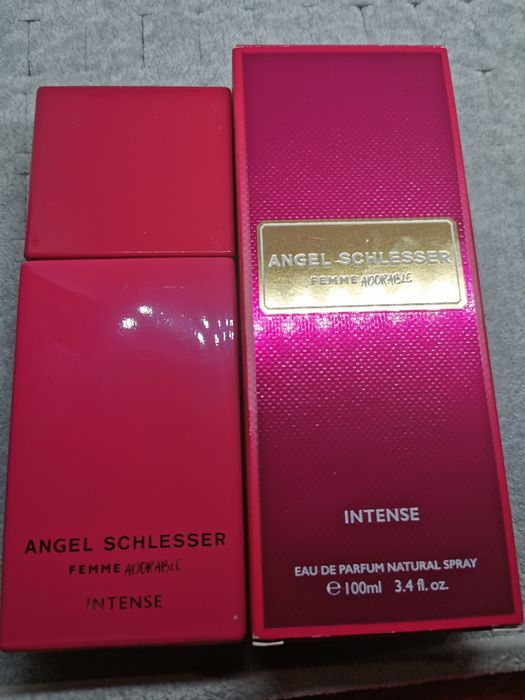 ANGEL SCHLESSER
FEMME ADORABLE
INTENSE
ANGEL SCHLESSER
FEMME ADORABLE
INTENSE
EAU DE PARFUM NATURAL SPRAY
℮ 100ml 3.4 fl. oz.